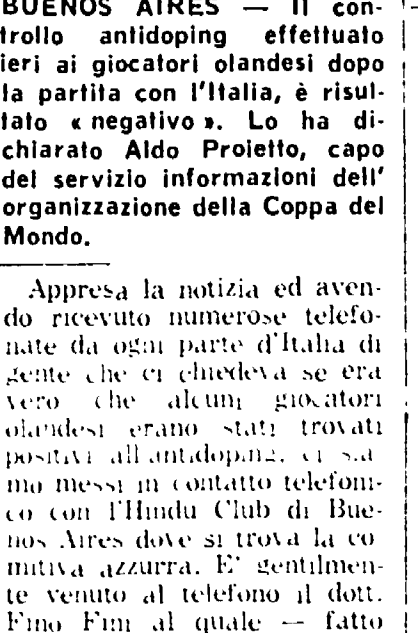 BUENOS AIRES — Il con-
trollo antidoping effettuato
ieri ai giocatori olandesi dopo
la partita con l'Italia, è risul-
tato « negativo ». Lo ha di-
chiarato Aldo Proietto, capo
del servizio informazioni dell'
organizzazione della Coppa del
Mondo.
Appresa la notizia ed aven-
do ricevuto numerose telefo-
nate da ogni parte d'Italia di
gente che ci chiedeva se era
vero che alcuni giocatori
olandesi erano stati trovati
positivi all'antidoping, ci sia-
mo messi in contatto telefoni-
co con l'Hindu Club di Bue-
nos Aires dove si trova la co
mitiva azzurra. E' gentilmen-
te venuto al telefono il dott.
Fino Fini al quale — fatto